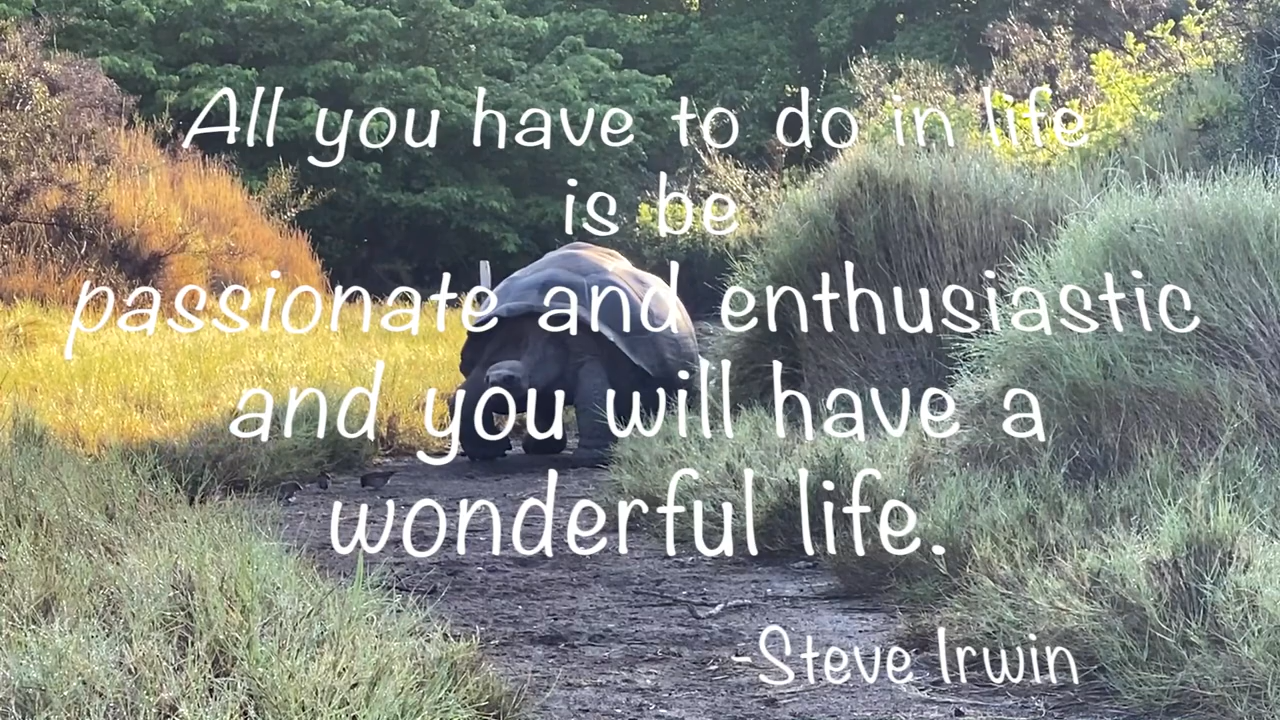 All you have to do in life
is be
passionate and enthusiastic
and you will have a
wonderful life.
-Steve Irwin